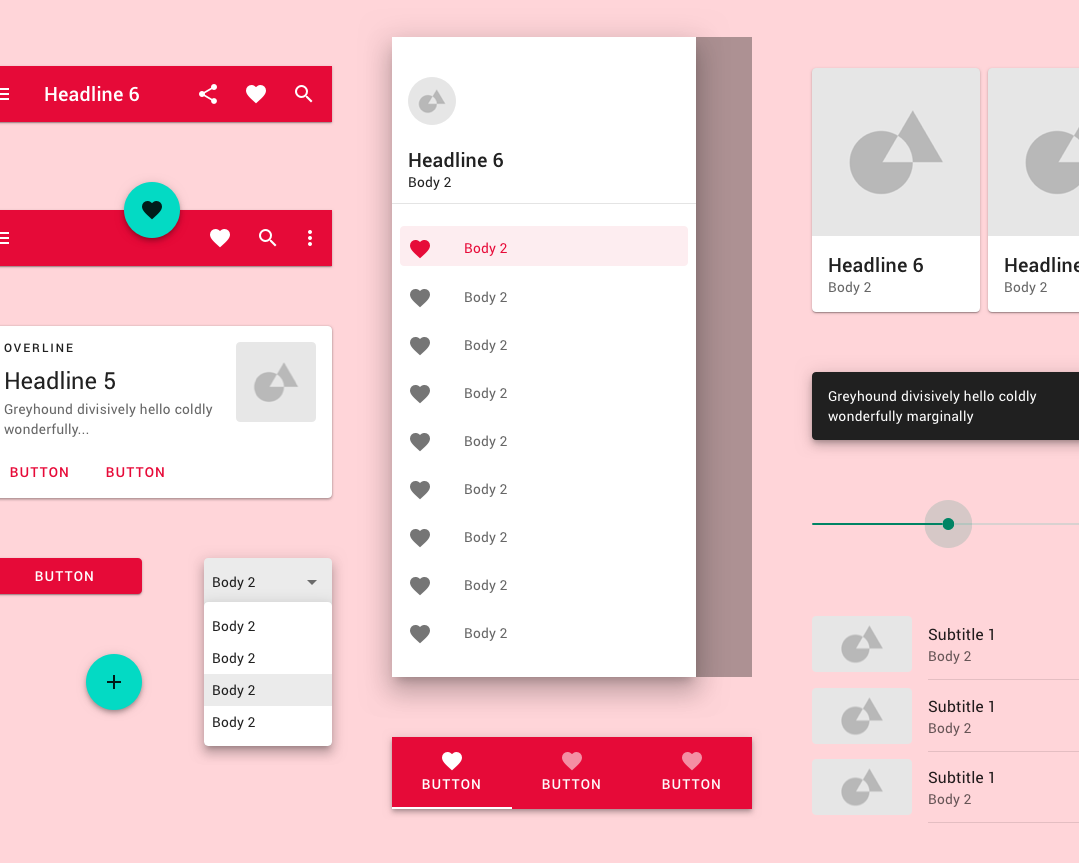 Headline 6
OVERLINE
Headline 5
Greyhound divisively hello coldly
wonderfully...
BUTTON BUTTON
BUTTON
Body 2
Body 2
Body 2
Body 2
Body 2
Headline 6
Body 2
Body 2
Body 2
Body 2
Body 2
Body 2
Body 2
Body 2
Body 2
Body 2
BUTTON BUTTON BUTTON
Headline 6
Body 2
Headline
Body 2
Greyhound divisively hello coldly
wonderfully marginally
Subtitle 1
Body 2
Subtitle 1
Body 2
Subtitle 1
Body 2